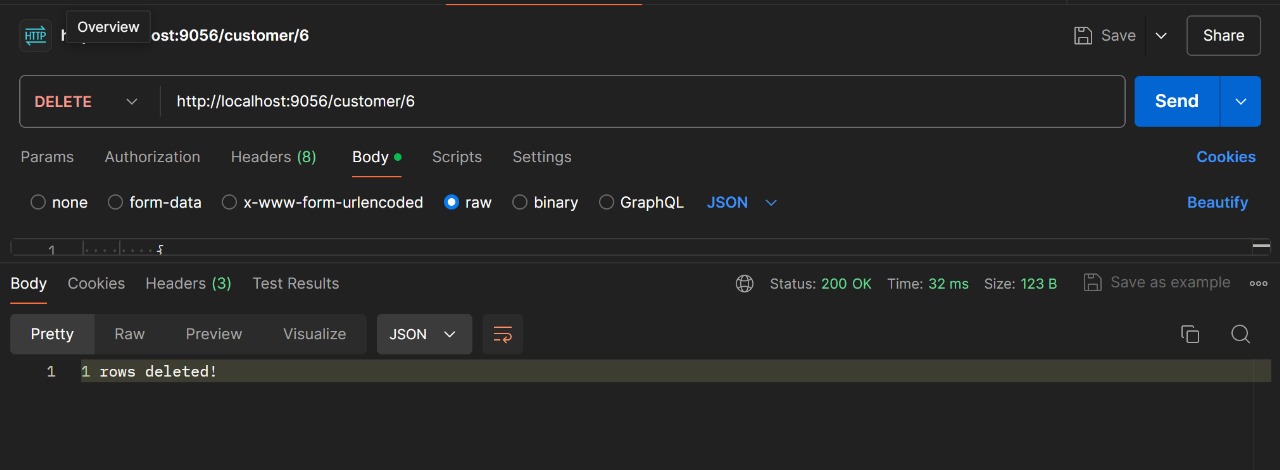 Overview
HTTP h ost:9056/customer/6 Save Share
DELETE http://localhost:9056/customer/6 Send
Params Authorization Headers (8) Body Scripts Settings Cookies
none form-data x-www-form-urlencoded raw binary GraphQL JSON Beautify
1 {
Body Cookies Headers (3) Test Results Status: 200 OK Time: 32 ms Size: 123 B Save as example
Pretty Raw Preview Visualize JSON
1 1 rows deleted!